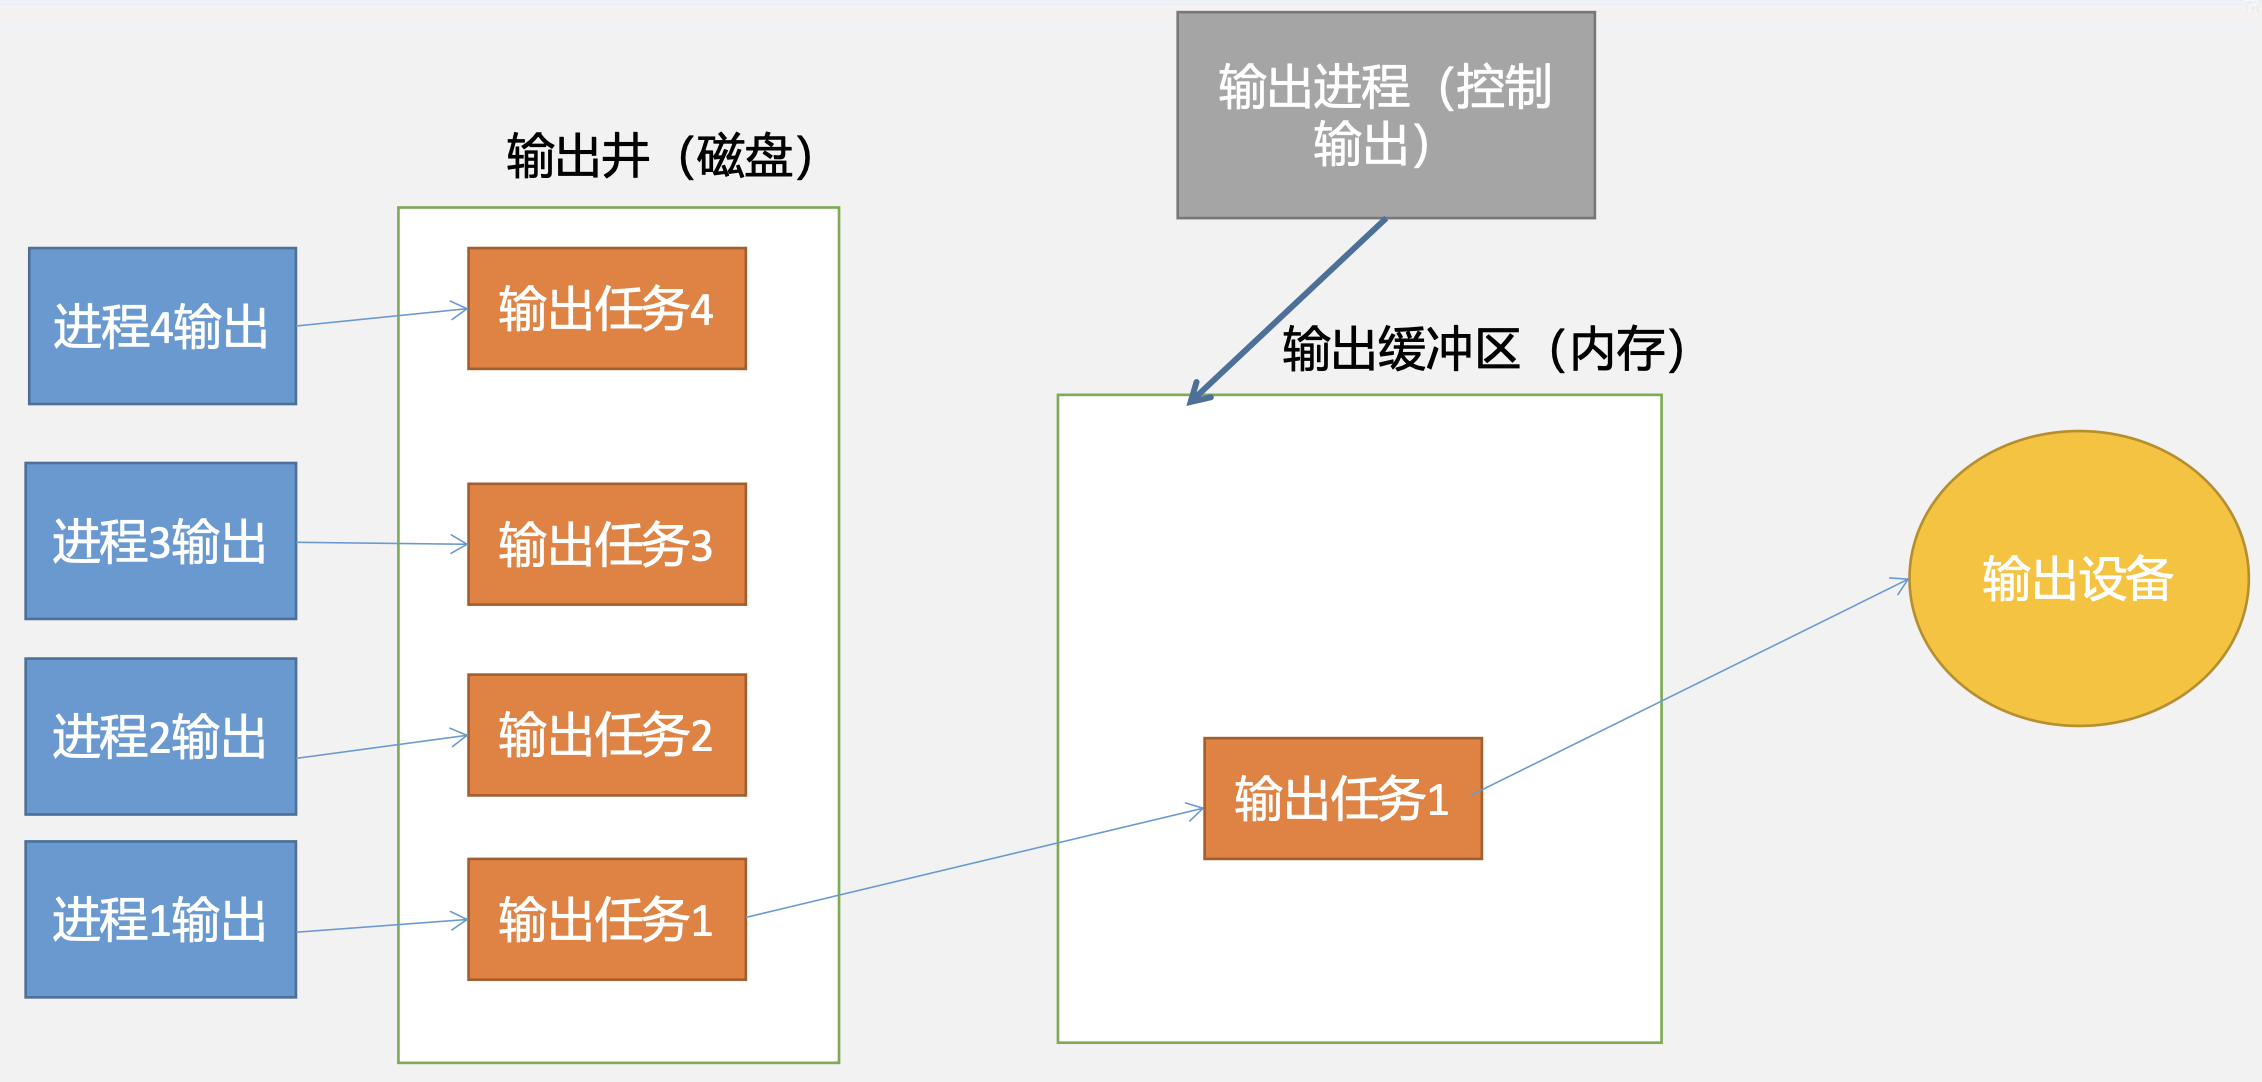 输出进程（控制
输出）
输出井（磁盘）
进程4输出
输出任务4
输出缓冲区（内存）
进程3输出
输出任务3
输出设备
进程2输出
输出任务2
输出任务1
进程1输出
输出任务1